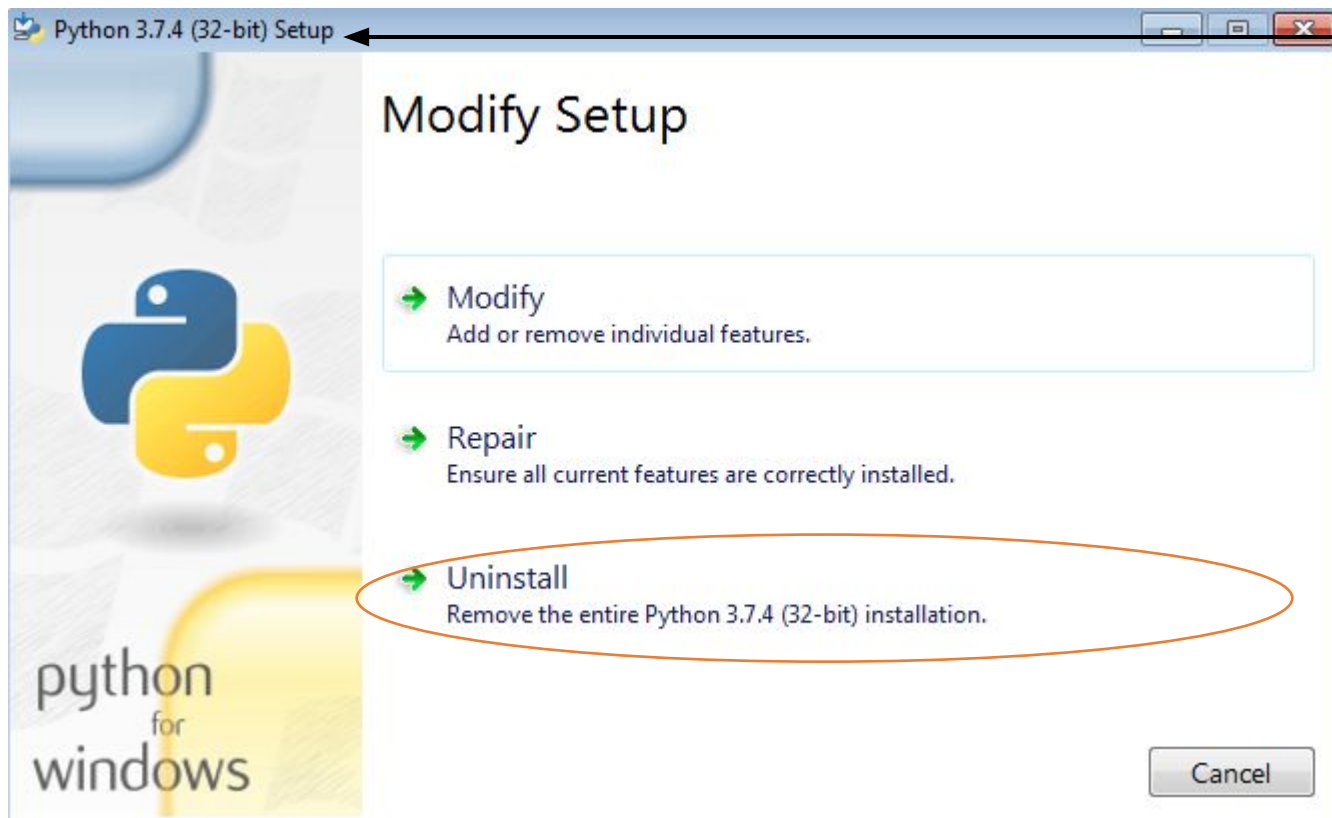 Python 3.7.4 (32-bit) Setup
Modify Setup
Modify
Add or remove individual features.
Repair
Ensure all current features are correctly installed.
Uninstall
Remove the entire Python 3.7.4 (32-bit) installation.
python
for
windows
Cancel